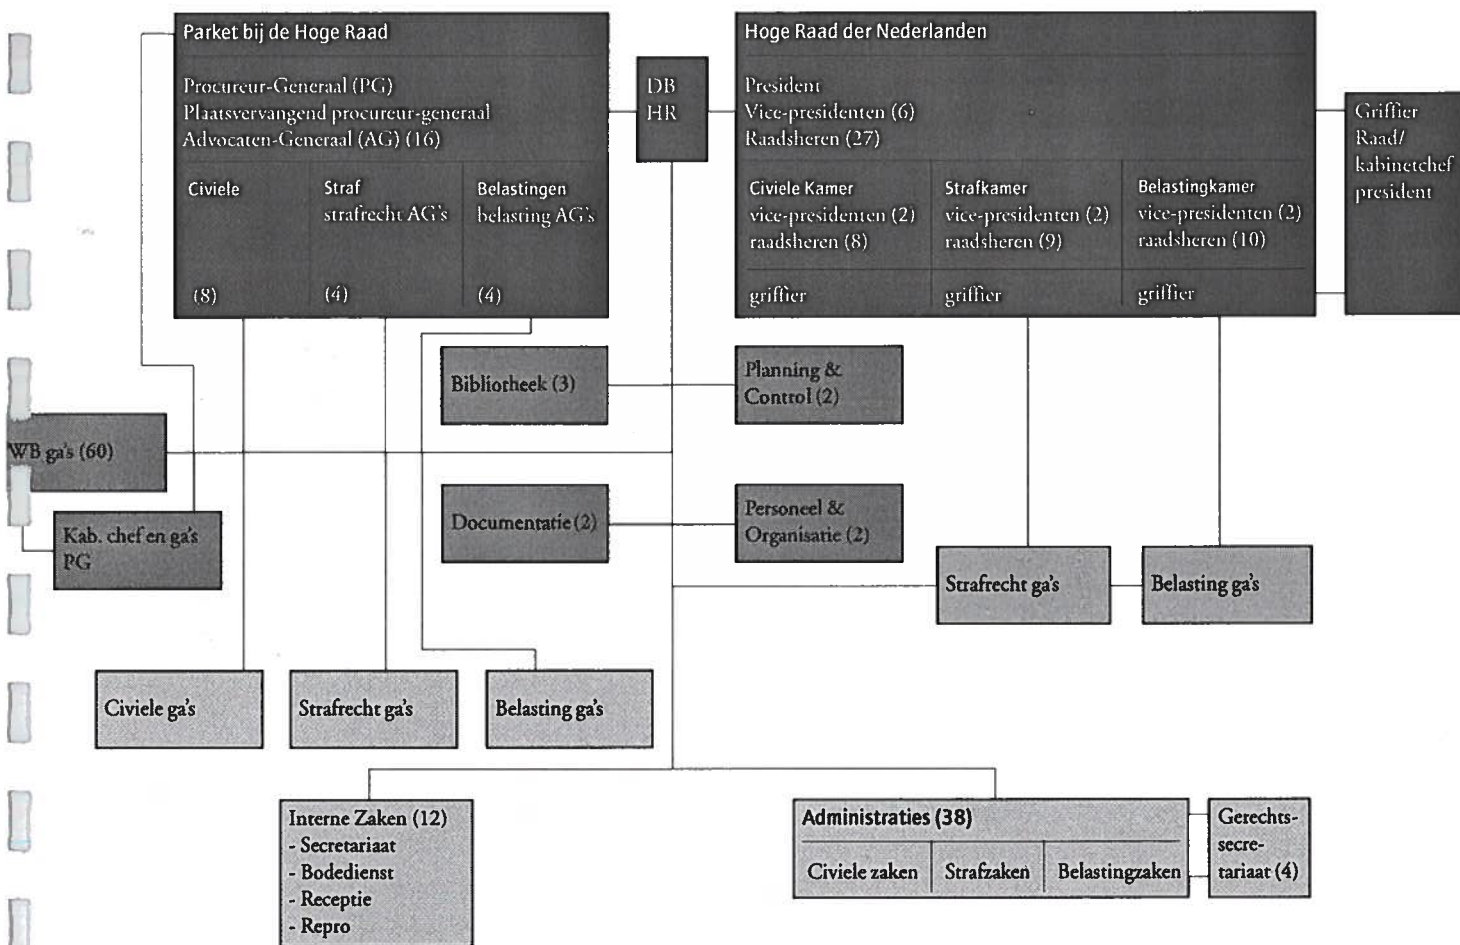 Parket bij de Hoge Raad
Procureur-Generaal (PG)
Plaatsvervangend procureur-generaal
Advocaten-Generaal (AG) (16)
Civiele
(8)
Straf
strafrecht AG's
(4)
Belastingen
belasting AG's
(4)
DB
HR
Hoge Raad der Nederlanden
President
Vice-presidenten (6)
Raadsheren (27)
Civiele Kamer
vice-presidenten (2)
raadsheren (8)
griffier
Strafkamer
vice-presidenten (2)
raadsheren (9)
griffier
Belastingkamer
vice-presidenten (2)
raadsheren (10)
griffier
Griffier
Raad/
kabinetchef
president
Bibliotheek (3)
Planning &
Control (2)
WB ga's (60)
Kab. chef en ga's
PG
Documentatie (2)
Personeel &
Organisatie (2)
Strafrecht ga's
Belasting ga's
Civiele ga's
Strafrecht ga's
Belasting ga's
Interne Zaken (12)
- Secretariaat
- Bodedienst
- Receptie
- Repro
Administraties (38)
Civiele zaken
Strafzaken
Belastingzaken
Gerechts-
secre-
tariaat (4)